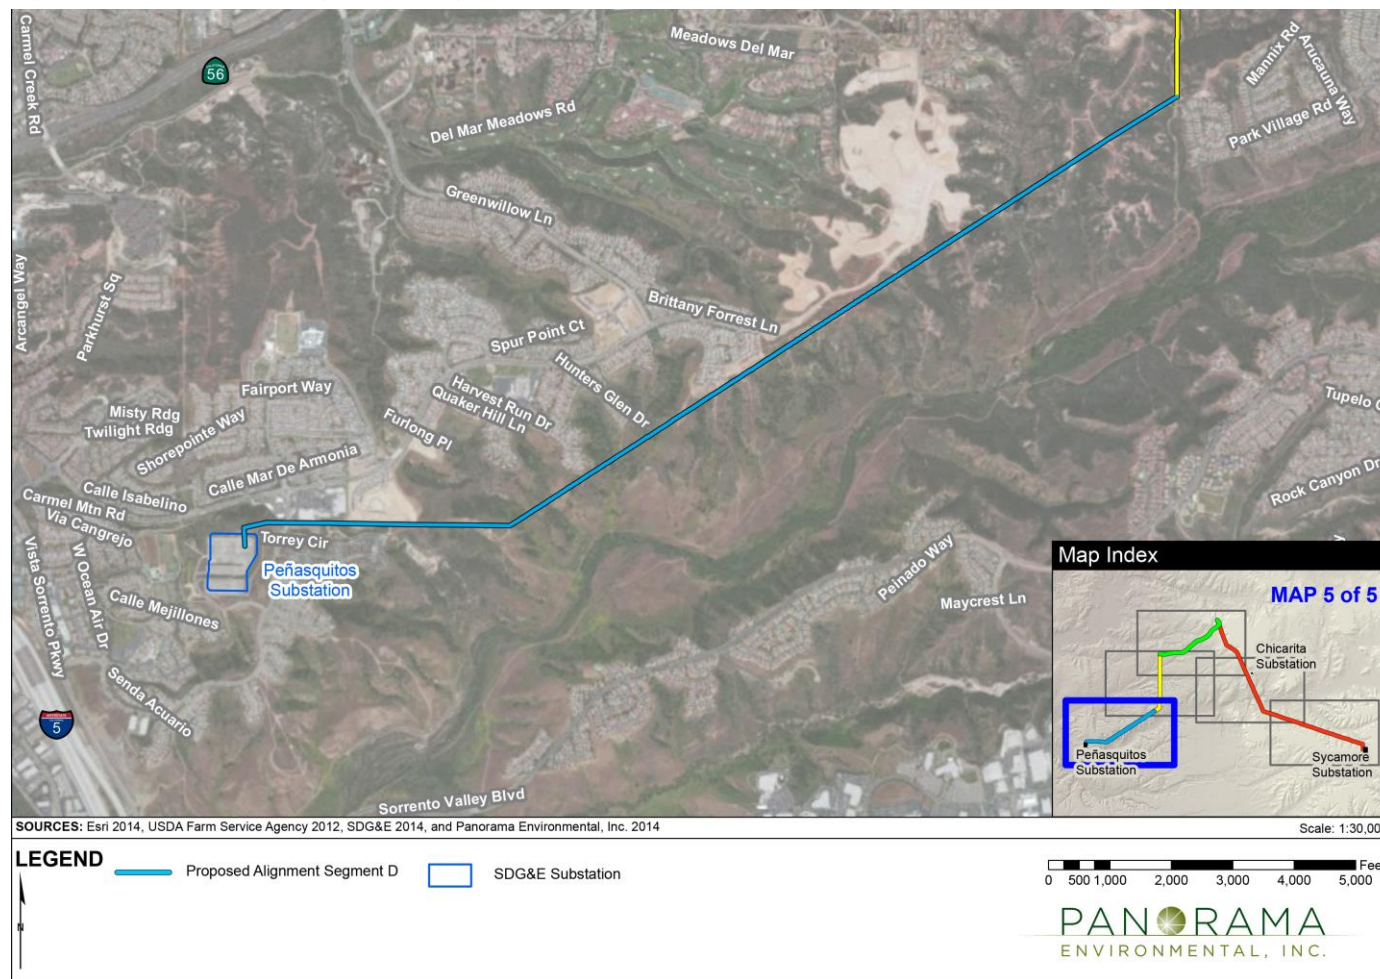 Carmel Creek Rd
CALIFORNIA
56
Meadows Del Mar
Mannix Rd
Arucauna Way
Park Village Rd
Del Mar Meadows Rd
Greenwillow Ln
Arcangel Way
Parkhurst Sq
Brittany Forrest Ln
Spur Point Ct
Hunters Glen Dr
Harvest Run Dr
Quaker Hill Ln
Fairport Way
Furlong Pl
Misty Rdg
Twilight Rdg
Shorepointe Way
Calle Mar De Armonia
Calle Isabelino
Carmel Mtn Rd
Via Cangrejo
Vista Sorrento Pkwy
W Ocean Air Dr
Torrey Cir
Peñasquitos
Substation
Calle Mejillones
Senda Acuario
INTERSTATE
5
Sorrento Valley Blvd
Peinado Way
Maycrest Ln
Tupelo
Rock Canyon Dr
Map Index
MAP 5 of 5
Chicarita
Substation
Peñasquitos
Substation
Sycamore
Substation
SOURCES: Esri 2014, USDA Farm Service Agency 2012, SDG&E 2014, and Panorama Environmental, Inc. 2014
Scale: 1:30,00
LEGEND
Proposed Alignment Segment D
SDG&E Substation
N
Fee
0 500 1,000 2,000 3,000 4,000 5,000
PANORAMA
ENVIRONMENTAL, INC.